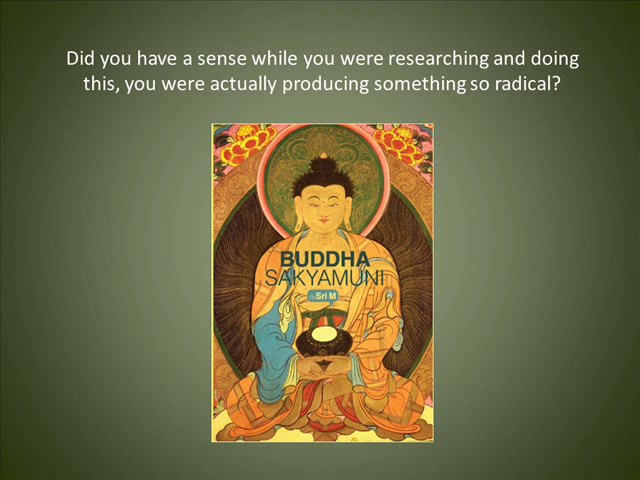 Did you have a sense while you were researching and doing
this, you were actually producing something so radical?
BUDDHA
SAKYAMUNI
Sri M